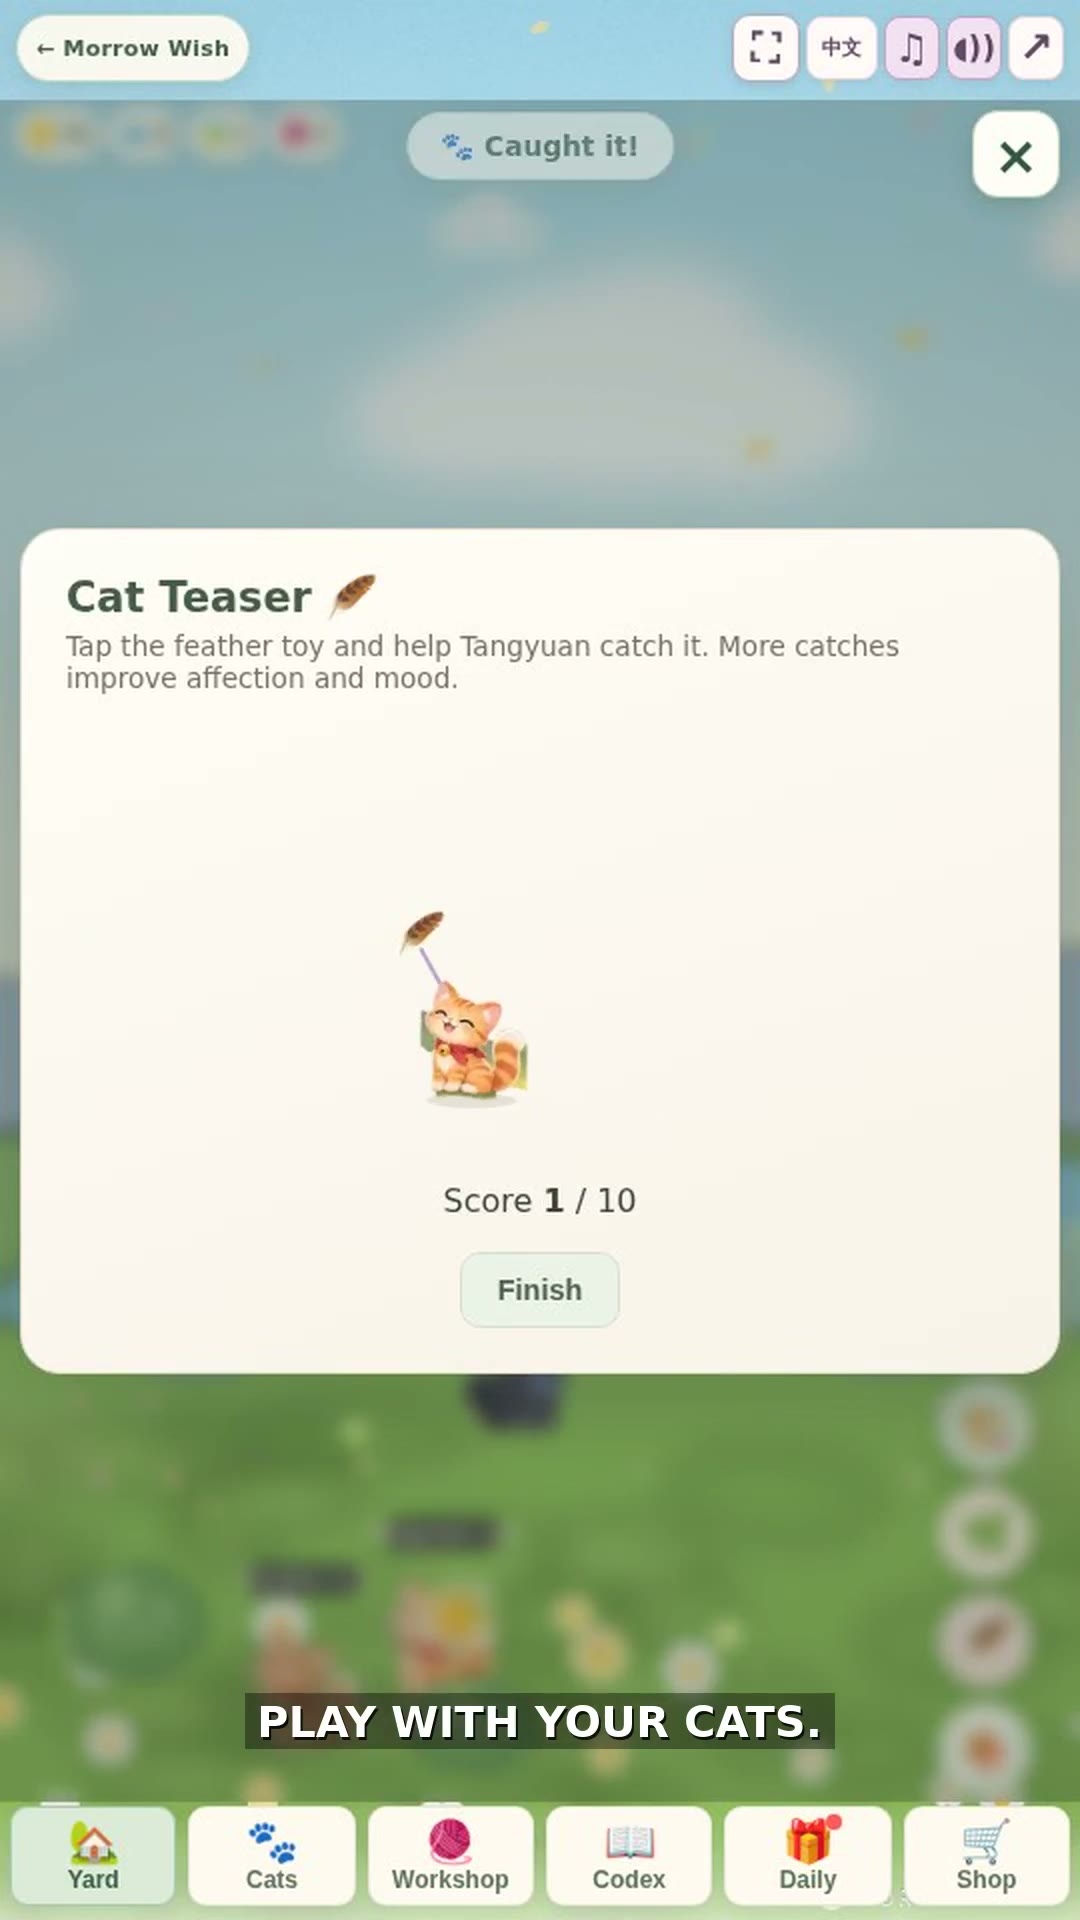 ← Morrow Wish
中文
Caught it!
Cat Teaser
Tap the feather toy and help Tangyuan catch it. More catches
improve affection and mood.
Score 1 / 10
Finish
PLAY WITH YOUR CATS.
Yard
Cats
Workshop
Codex
Daily
Shop